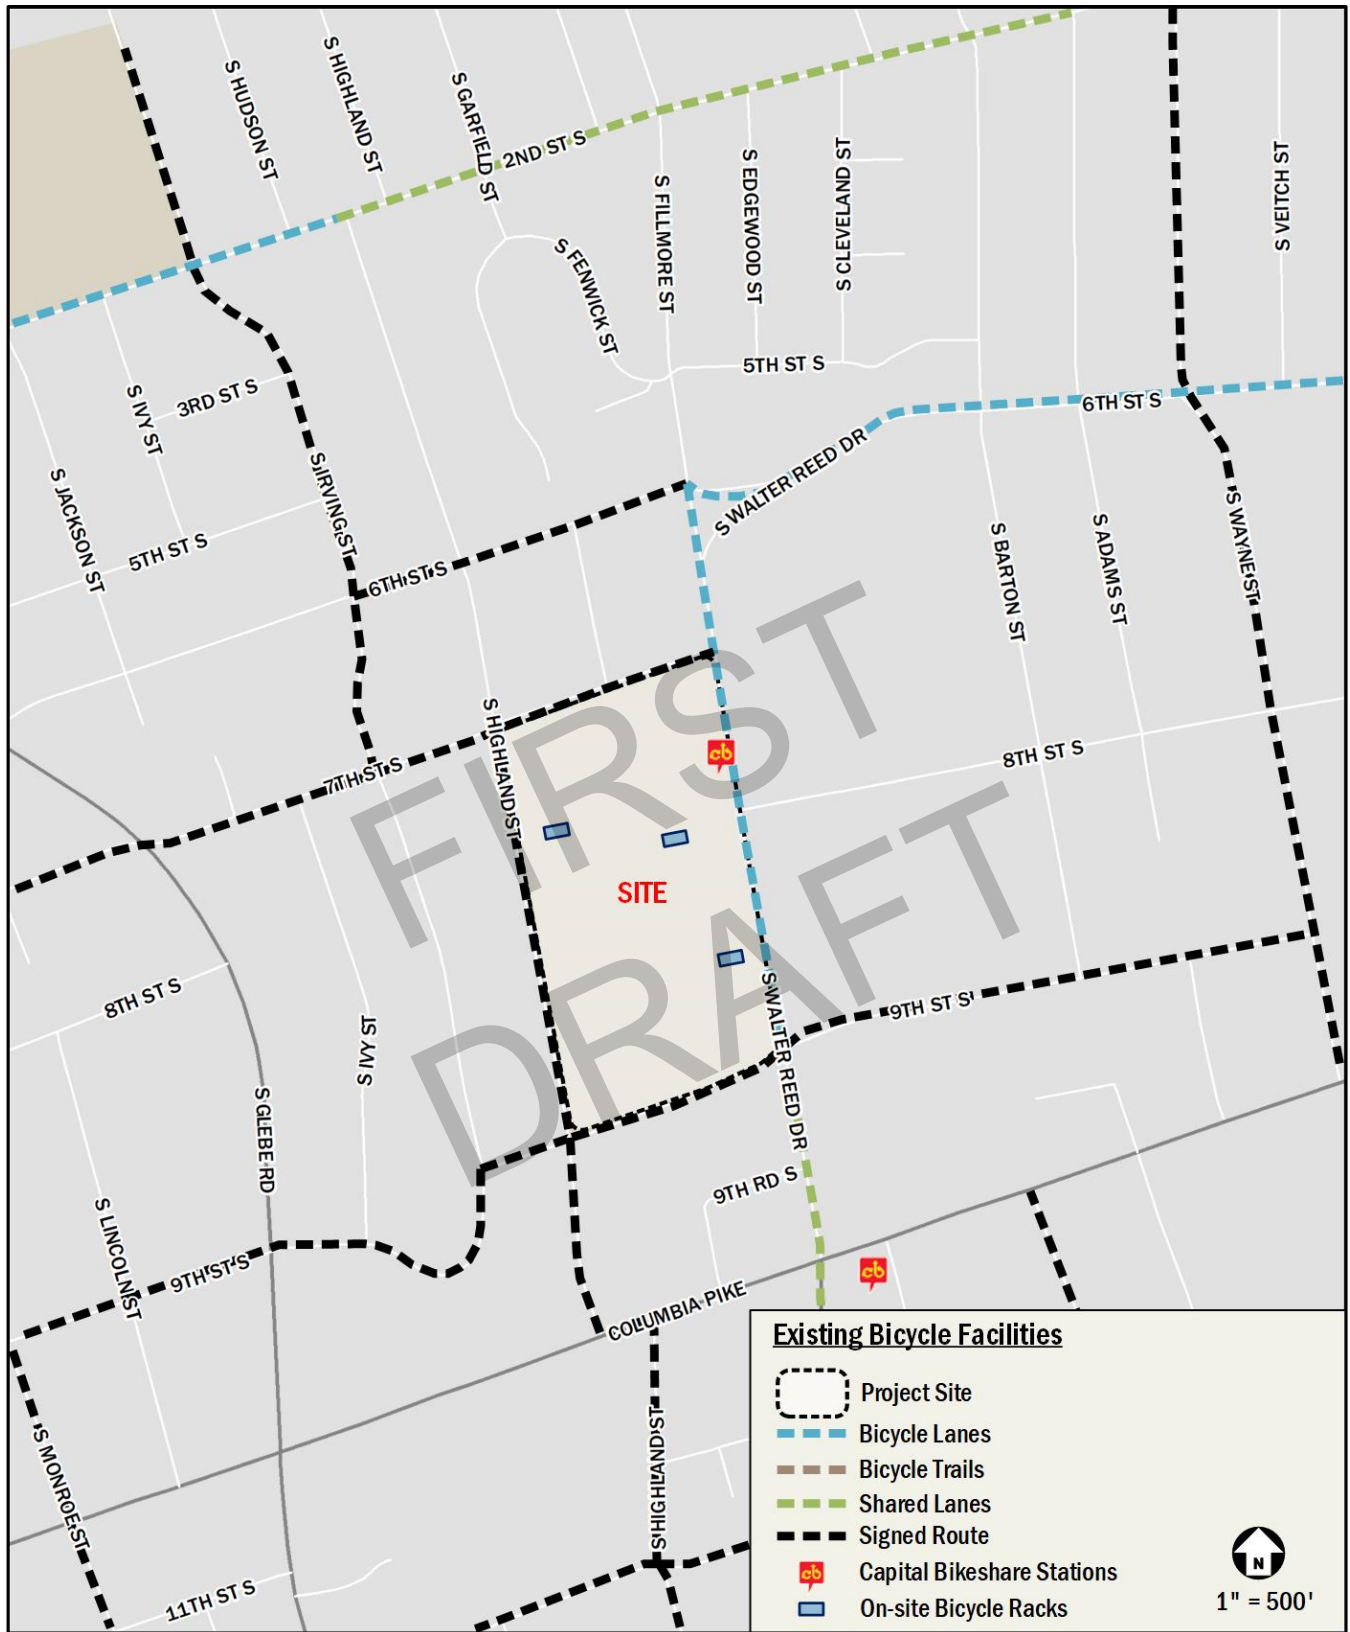 S HUDSON ST
S HIGHLAND ST
S GARFIELD ST
2ND ST S
S FILLMORE ST
S EDGEWOOD ST
S CLEVELAND ST
S VEITCH ST
S FENWICK ST
5TH ST S
3RD ST S
S IVY ST
6TH ST S
S WALTER REED DR
S JACKSON ST
S IRVING ST
5TH ST S
6TH ST S
S BARTON ST
S ADAMS ST
S WAYNE ST
S HIGHLAND ST
7TH ST S
8TH ST S
cb
FIRST
SITE
DRAFT
8TH ST S
S IVY ST
9TH ST S
S WALTER REED DR
S GLEBE RD
9TH RD S
S LINCOLN ST
9TH ST S
cb
COLUMBIA PIKE
S MONROE ST
S HIGHLAND ST
11TH ST S
Existing Bicycle Facilities
Project Site
Bicycle Lanes
Bicycle Trails
Shared Lanes
Signed Route
cb Capital Bikeshare Stations
On-site Bicycle Racks
N
1" = 500'